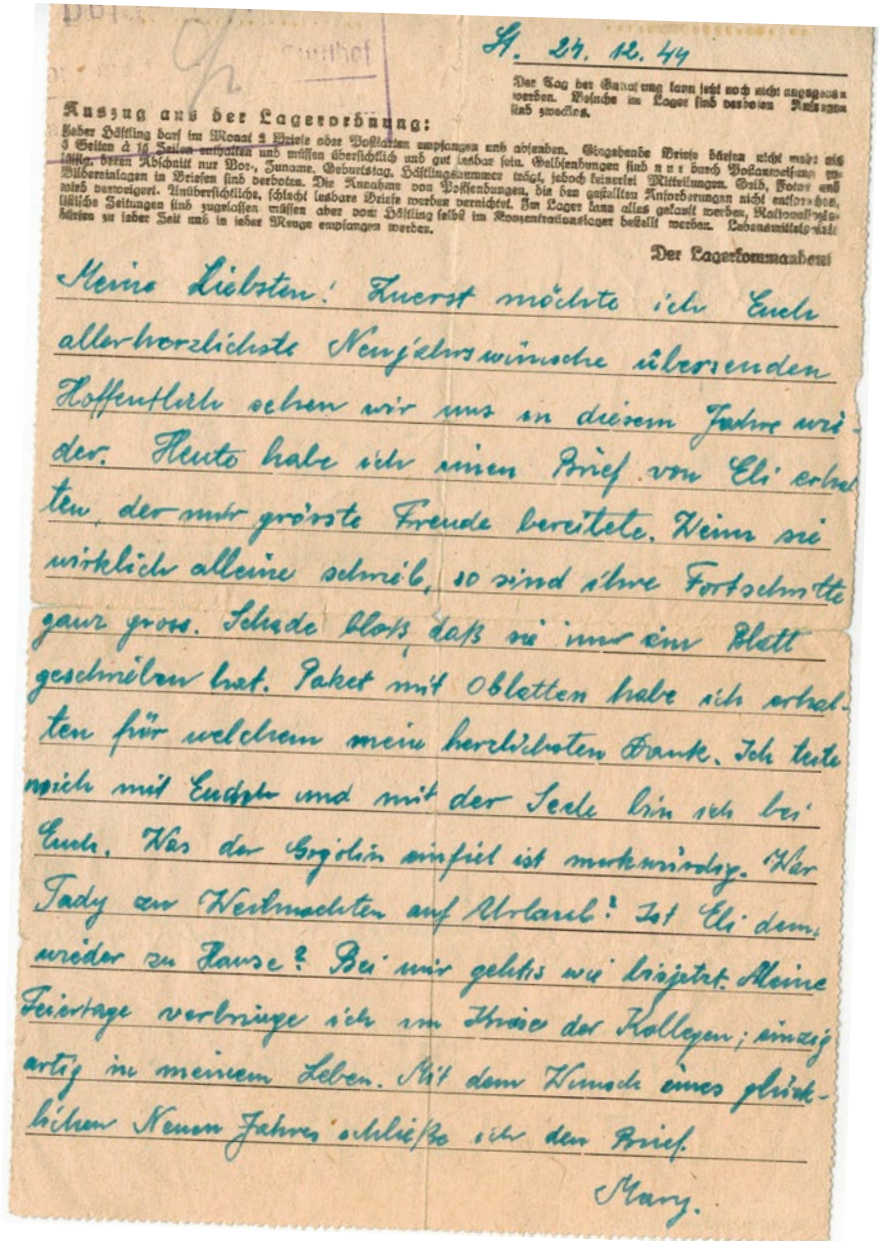 St. 27. 12. 44
Der Tag der Entlassung kann jetzt noch nicht angegeben
werden. Besuche im Lager sind verboten Anfragen
sind zwecklos.
Auszug aus der Lagerordnung:
Jeder Häftling darf im Monat 2 Briefe oder Postkarten empfangen und absenden. Eingehende Briefe dürfen nicht mehr als
4 Seiten à 15 Zeilen enthalten und müssen übersichtlich und gut lesbar sein. Geldsendungen sind nur durch Postanweisung
zulässig, deren Abschnitt nur Vor-, Zuname, Geburtstag, Häftlingsnummer trägt, jedoch keinerlei Mitteilungen. Geld, Fotos und
Bildereinlagen in Briefen sind verboten. Die Annahme von Postsendungen, die den gestellten Anforderungen nicht entsprechen,
wird verweigert. Unübersichtliche, schlecht lesbare Briefe werden vernichtet. Im Lager kann alles gekauft werden, Nationalsozia-
listische Zeitungen sind zugelassen müssen aber vom Häftling selbst im Konzentrationslager bestellt werden. Lebensmittelpakete
dürfen zu jeder Zeit und in jeder Menge empfangen werden.
Der Lagerkommandant
Meine Liebsten! Zuerst möchte ich Euch
allerherzlichste Neujahrswünsche übersenden
Hoffentlich sehen wir uns in diesem Jahre wie-
der. Heute habe ich einen Brief von Eli erhal
ten, der mir grösste Freude bereitete. Wenn sie
wirklich alleine schrieb, so sind ihre Fortschritte
ganz gross. Schade bloß, daß sie nur ein Blatt
geschrieben hat. Paket mit Oblatten habe ich erhal-
ten für welchem mein herzlichsten Dank. Ich teile
mich mit Euch und mit der Seele bin ich bei
Euch. Was der Gogolin einfiel ist merkwürdig. War
Tady zu Weihnachten auf Urlaub? Ist Eli denn
wieder zu Hause? Bei mir gehts wie bisjetzt. Meine
Feiertage verbringe ich im Kreise der Kollegen; einzig
artig in meinem Leben. Mit dem Wunsch eines glück-
lichen Neuen Jahres schließe ich den Brief.
Mary.